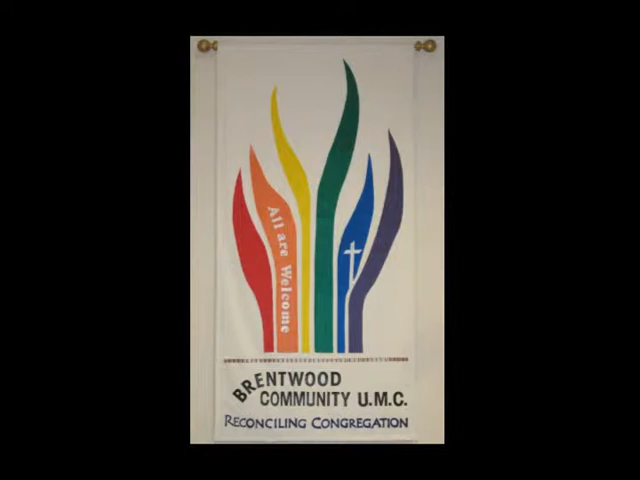 All are Welcome
BRENTWOOD
COMMUNITY U.M.C.
RECONCILING CONGREGATION